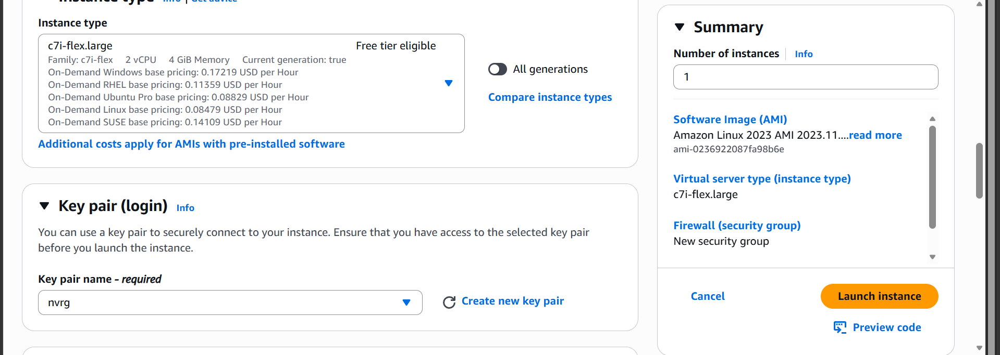 Instance type Info | Get advice
Instance type
c7i-flex.large Free tier eligible
Family: c7i-flex 2 vCPU 4 GiB Memory Current generation: true
On-Demand Windows base pricing: 0.17219 USD per Hour
On-Demand RHEL base pricing: 0.11359 USD per Hour
On-Demand Ubuntu Pro base pricing: 0.08829 USD per Hour
On-Demand Linux base pricing: 0.08479 USD per Hour
On-Demand SUSE base pricing: 0.14109 USD per Hour
All generations
Compare instance types
Additional costs apply for AMIs with pre-installed software
Key pair (login) Info
You can use a key pair to securely connect to your instance. Ensure that you have access to the selected key pair
before you launch the instance.
Key pair name - required
nvrg
Create new key pair
Summary
Number of instances Info
1
Software Image (AMI)
Amazon Linux 2023 AMI 2023.11....read more
ami-0236922087fa98b6e
Virtual server type (instance type)
c7i-flex.large
Firewall (security group)
New security group
Cancel
Launch instance
Preview code